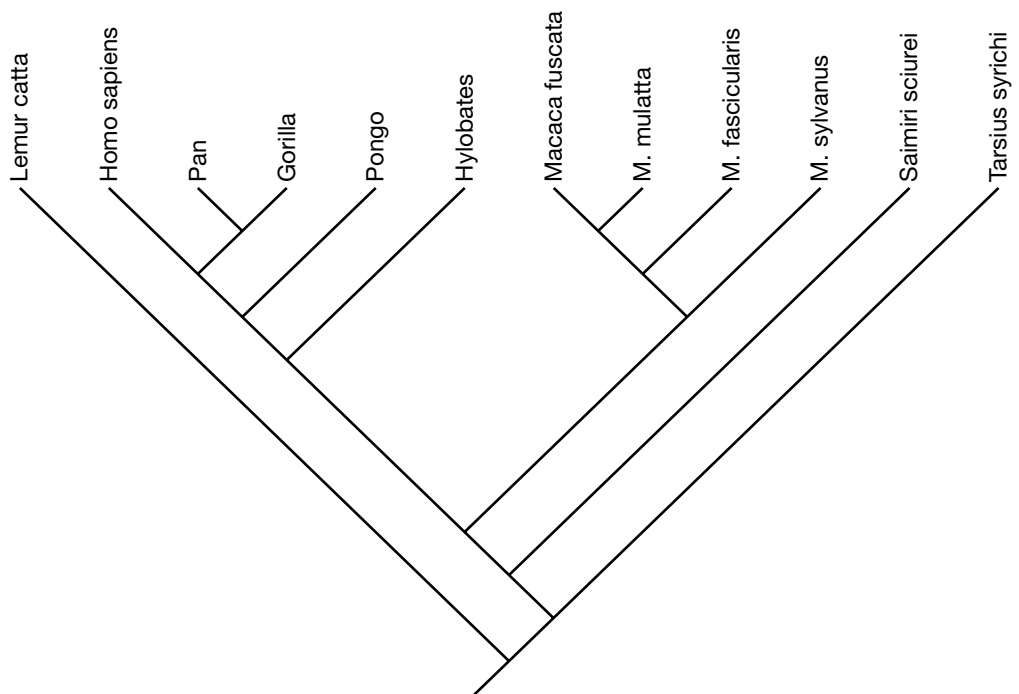 Lemur catta
Homo sapiens
Pan
Gorilla
Pongo
Hylobates
Macaca fuscata
M. mulatta
M. fascicularis
M. sylvanus
Saimiri sciurei
Tarsius syrichi